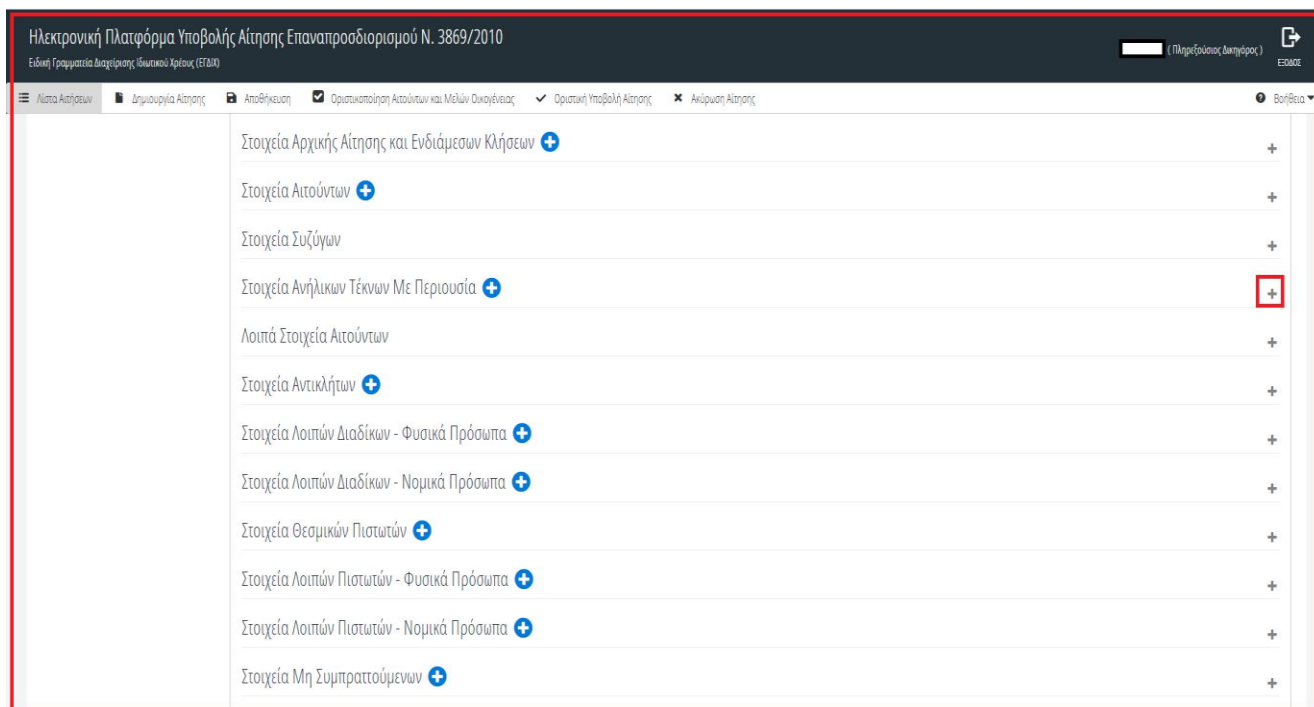 Ηλεκτρονική Πλατφόρμα Υποβολής Αίτησης Επαναπροσδιορισμού Ν. 3869/2010
Ειδική Γραμματεία Διαχείρισης Ιδιωτικού Χρέους (ΕΓΔΙΧ)
( Πληρεξούσιος Δικηγόρος )
ΕΞΟΔΟΣ
Λίστα Αιτήσεων Δημιουργία Αίτησης Αποθήκευση Οριστικοποίηση Αιτούντων και Μελών Οικογένειας Οριστική Υποβολή Αίτησης Ακύρωση Αίτησης Βοήθεια
Στοιχεία Αρχικής Αίτησης και Ενδιάμεσων Κλήσεων
Στοιχεία Αιτούντων
Στοιχεία Συζύγων
Στοιχεία Ανήλικων Τέκνων Με Περιουσία
Λοιπά Στοιχεία Αιτούντων
Στοιχεία Αντικλήτων
Στοιχεία Λοιπών Διαδίκων - Φυσικά Πρόσωπα
Στοιχεία Λοιπών Διαδίκων - Νομικά Πρόσωπα
Στοιχεία Θεσμικών Πιστωτών
Στοιχεία Λοιπών Πιστωτών - Φυσικά Πρόσωπα
Στοιχεία Λοιπών Πιστωτών - Νομικά Πρόσωπα
Στοιχεία Μη Συμπραττούμενων